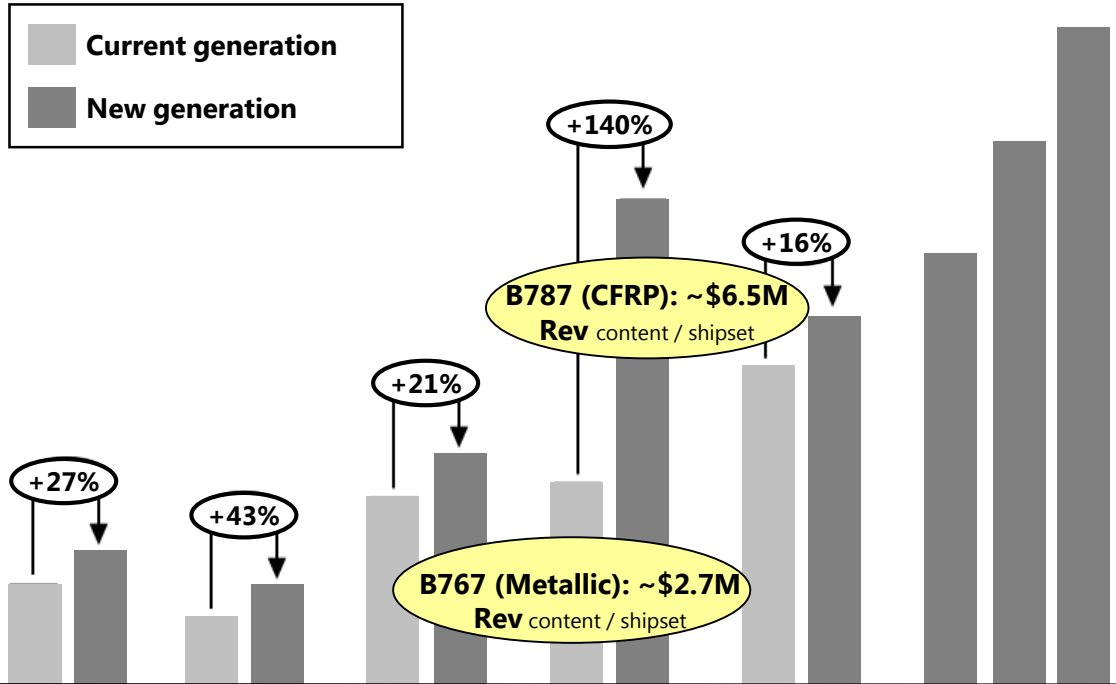 Current generation
New generation
+140%
+16%
B787 (CFRP): ~$6.5M
Rev content / shipset
+21%
+27%
+43%
B767 (Metallic): ~$2.7M
Rev content / shipset